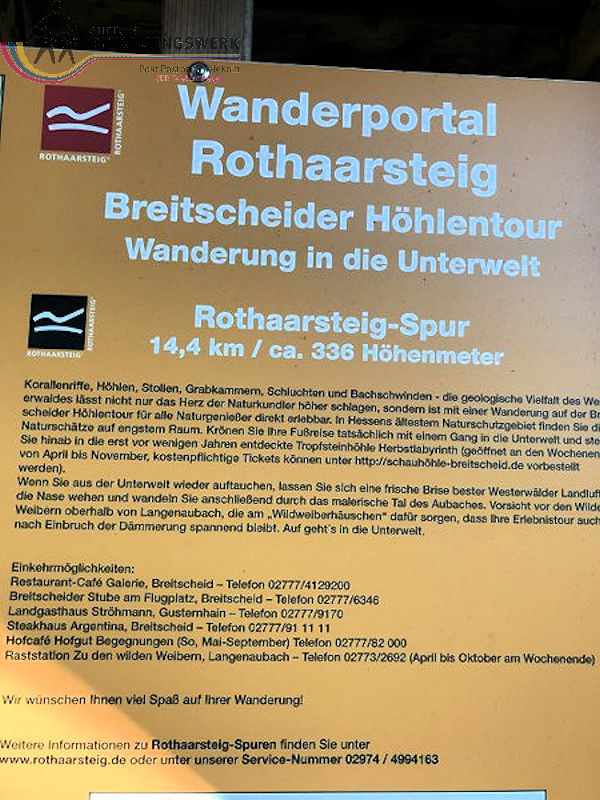 INGSWERK
Post Postbank Telekom
ROTHAARSTEIG
ROTHAARSTEIG
Wanderportal
Rothaarsteig
Breitscheider Höhlentour
Wanderung in die Unterwelt
ROTHAARSTEIG
ROTHAARSTEIG
Rothaarsteig-Spur
14,4 km / ca. 336 Höhenmeter
Korallenriffe, Höhlen, Stollen, Grabkammern, Schluchten und Bachschwinden - die geologische Vielfalt des We
erwaldes lässt nicht nur das Herz der Naturkundler höher schlagen, sondern ist mit einer Wanderung auf der Br
scheider Höhlentour für alle Naturgenießer direkt erlebbar. In Hessens ältestem Naturschutzgebiet finden Sie di
Naturschätze auf engstem Raum. Krönen Sie Ihre Fußreise tatsächlich mit einem Gang in die Unterwelt und ste
Sie hinab in die erst vor wenigen Jahren entdeckte Tropfsteinhöhle Herbstlabyrinth (geöffnet an den Wochenen
von April bis November, kostenpflichtige Tickets können unter http://schauhöhle-breitscheid.de vorbestellt
werden).
Wenn Sie aus der Unterwelt wieder auftauchen, lassen Sie sich eine frische Brise bester Westerwälder Landluf
die Nase wehen und wandeln Sie anschließend durch das malerische Tal des Aubaches. Vorsicht vor den Wilde
Weibern oberhalb von Langenaubach, die am „Wildweiberhäuschen" dafür sorgen, dass Ihre Erlebnistour auch
nach Einbruch der Dämmerung spannend bleibt. Auf geht's in die Unterwelt.
Einkehrmöglichkeiten:
Restaurant-Café Galerie, Breitscheid – Telefon 02777/4129200
Breitscheider Stube am Flugplatz, Breitscheid – Telefon 02777/6346
Landgasthaus Ströhmann, Gusternhain – Telefon 02777/9170
Steakhaus Argentina, Breitscheid – Telefon 02777/91 11 11
Hofcafé Hofgut Begegnungen (So, Mai-September) Telefon 02777/82 000
Raststation Zu den wilden Weibern, Langenaubach – Telefon 02773/2692 (April bis Oktober am Wochenende)
Wir wünschen Ihnen viel Spaß auf Ihrer Wanderung!
Weitere Informationen zu Rothaarsteig-Spuren finden Sie unter
www.rothaarsteig.de oder unter unserer Service-Nummer 02974 / 4994163